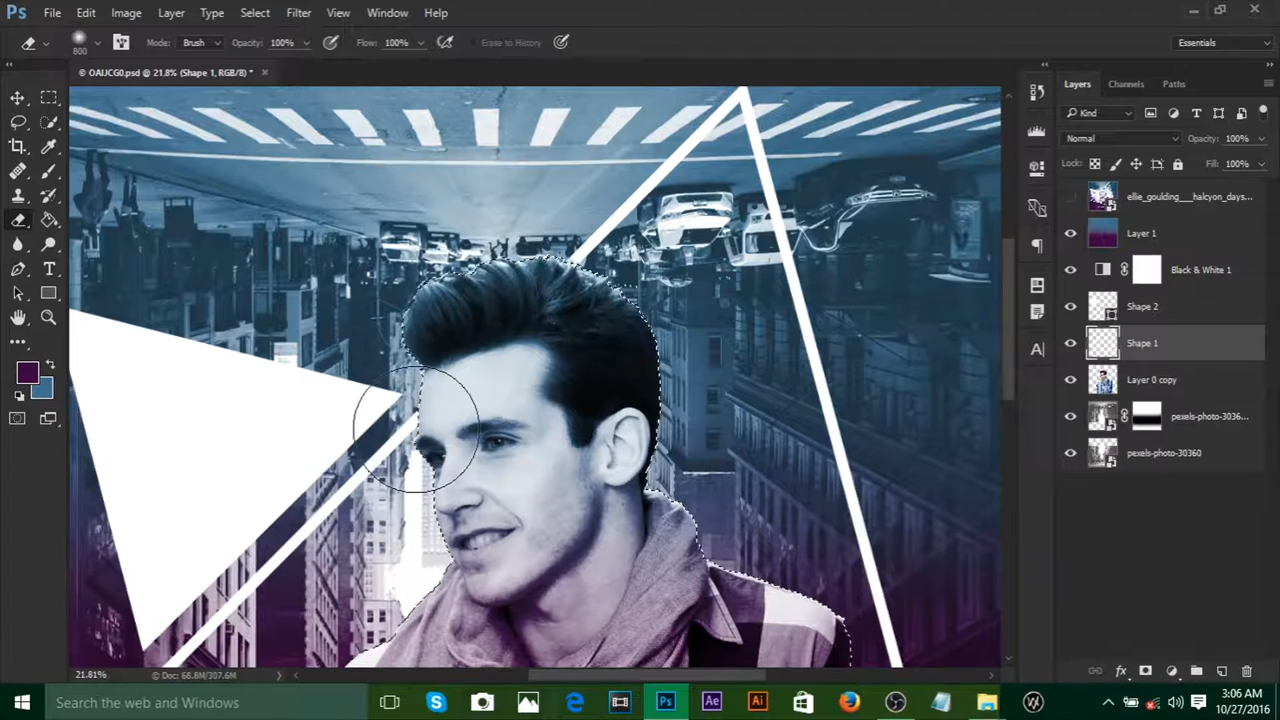 Ps File Edit Image Layer Type Select Filter View Window Help
800 Mode: Brush Opacity: 100% Flow: 100% Erase to History Essentials
© OAIJCG0.psd @ 21.8% (Shape 1, RGB/8) * ×
Layers Channels Paths
Kind
Normal Opacity: 100%
Lock: Fill: 100%
ellie_goulding___halcyon_days...
Layer 1
Black & White 1
Shape 2
Shape 1
Layer 0 copy
pexels-photo-3036...
pexels-photo-30360
21.81% © Doc: 68.8M/307.6M
Search the web and Windows
Ps Ae Ai
3:06 AM
10/27/2016